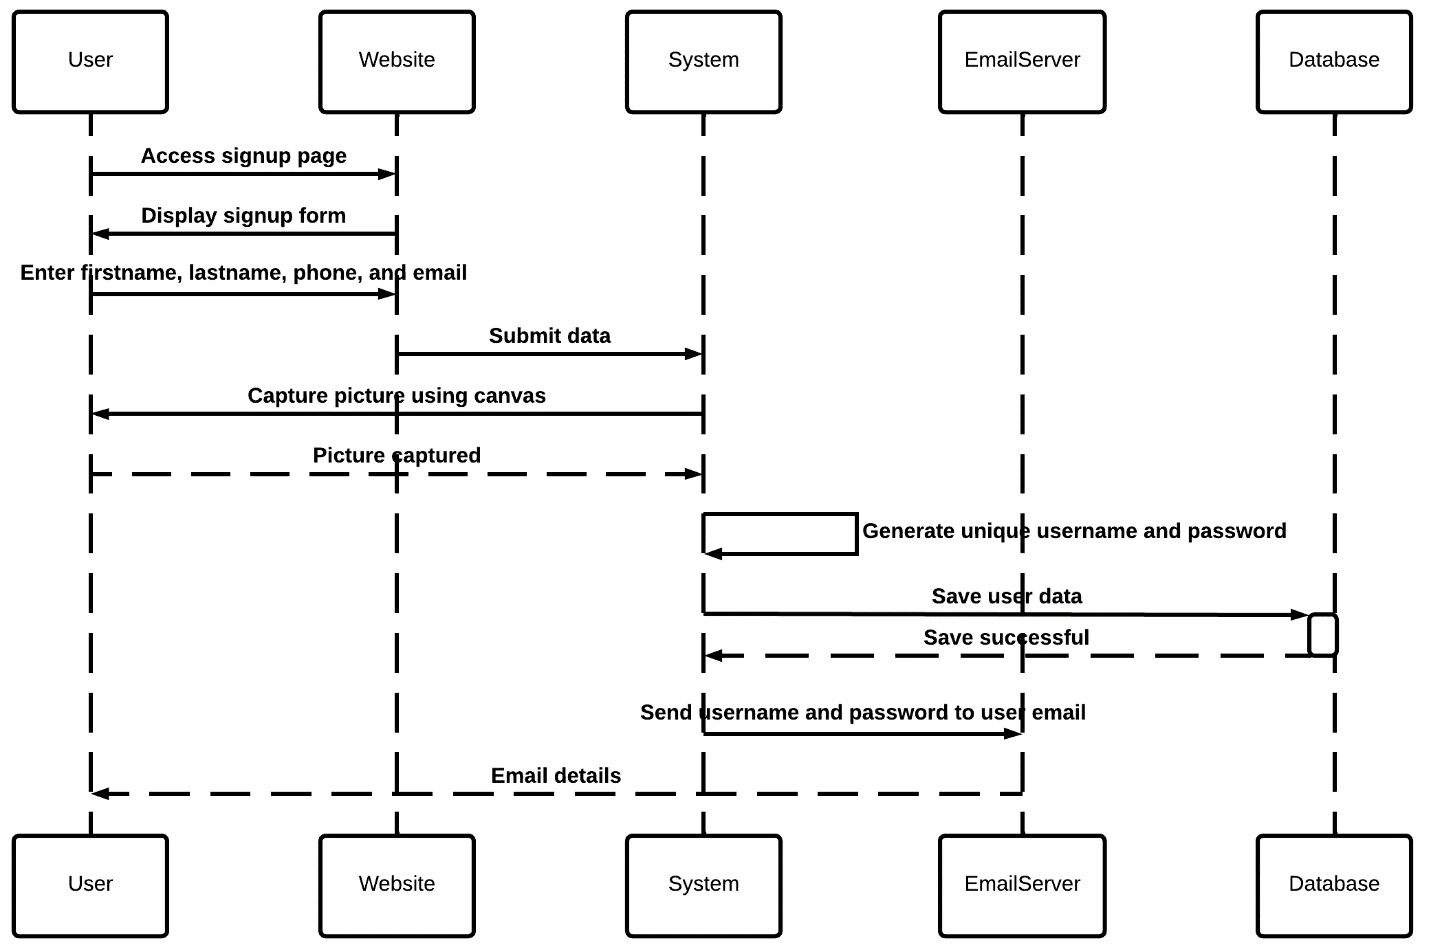 User
Website
System
EmailServer
Database
Access signup page
Display signup form
Enter firstname, lastname, phone, and email
Submit data
Capture picture using canvas
Picture captured
Generate unique username and password
Save user data
Save successful
Send username and password to user email
Email details
User
Website
System
EmailServer
Database